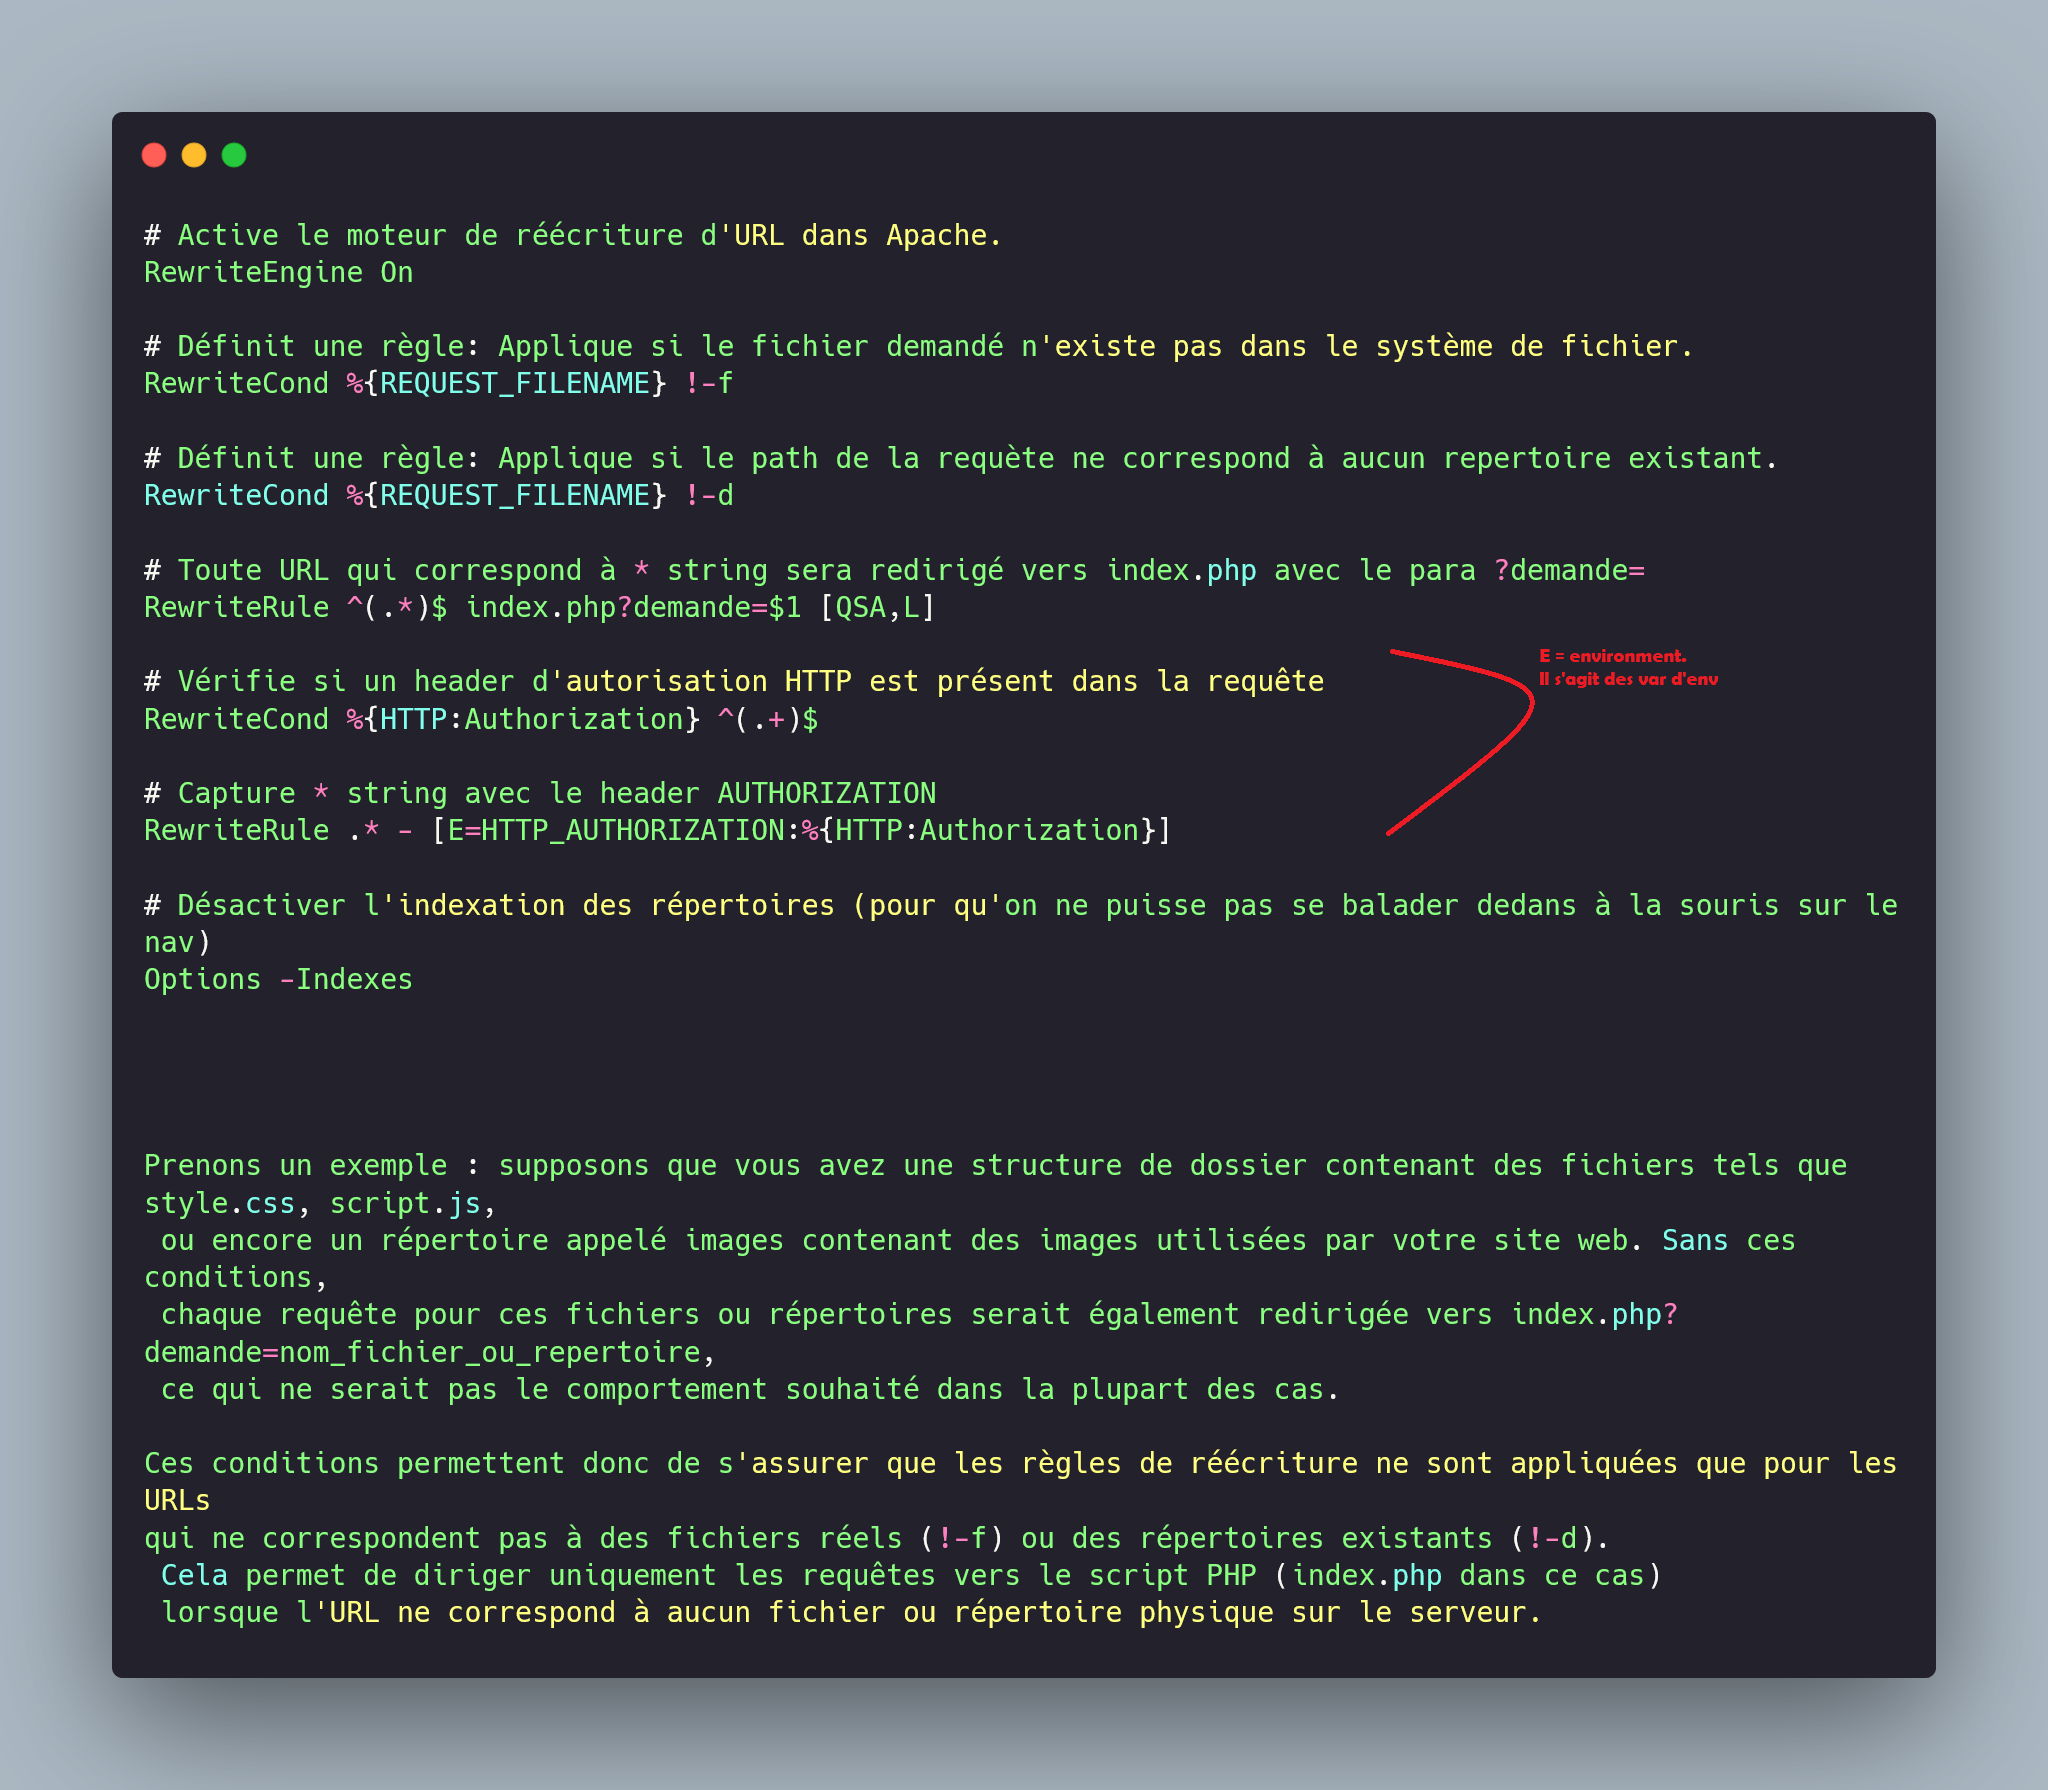 # Active le moteur de réécriture d'URL dans Apache.
RewriteEngine On
# Définit une règle: Applique si le fichier demandé n'existe pas dans le système de fichier.
RewriteCond %{REQUEST_FILENAME} !-f
# Définit une règle: Applique si le path de la requète ne correspond à aucun repertoire existant.
RewriteCond %{REQUEST_FILENAME} !-d
# Toute URL qui correspond à * string sera redirigé vers index.php avec le para ?demande=
RewriteRule ^(.*)$ index.php?demande=$1 [QSA,L]
# Vérifie si un header d'autorisation HTTP est présent dans la requête
RewriteCond %{HTTP:Authorization} ^(.+)$
E = environment.
Il s'agit des var d'env
# Capture * string avec le header AUTHORIZATION
RewriteRule .* - [E=HTTP_AUTHORIZATION:%{HTTP:Authorization}]
# Désactiver l'indexation des répertoires (pour qu'on ne puisse pas se balader dedans à la souris sur le
nav)
Options -Indexes
Prenons un exemple : supposons que vous avez une structure de dossier contenant des fichiers tels que
style.css, script.js,
ou encore un répertoire appelé images contenant des images utilisées par votre site web. Sans ces
conditions,
chaque requête pour ces fichiers ou répertoires serait également redirigée vers index.php?
demande=nom_fichier_ou_repertoire,
ce qui ne serait pas le comportement souhaité dans la plupart des cas.
Ces conditions permettent donc de s'assurer que les règles de réécriture ne sont appliquées que pour les
URLs
qui ne correspondent pas à des fichiers réels (!-f) ou des répertoires existants (!-d).
Cela permet de diriger uniquement les requêtes vers le script PHP (index.php dans ce cas)
lorsque l'URL ne correspond à aucun fichier ou répertoire physique sur le serveur.